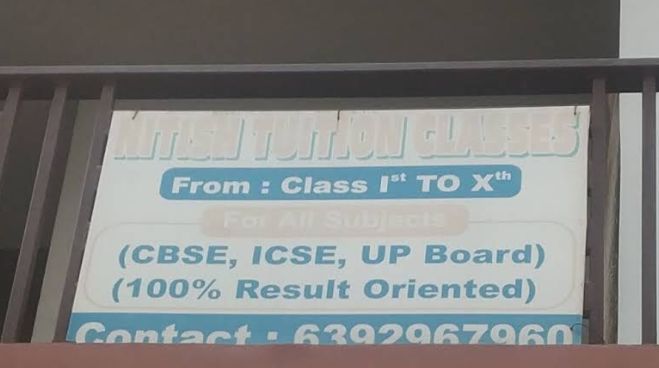 NITISH TUITION CLASSES
From : Class Iˢᵗ TO Xᵗʰ
For All Subjects
(CBSE, ICSE, UP Board)
(100% Result Oriented)
Contact : 6392967960